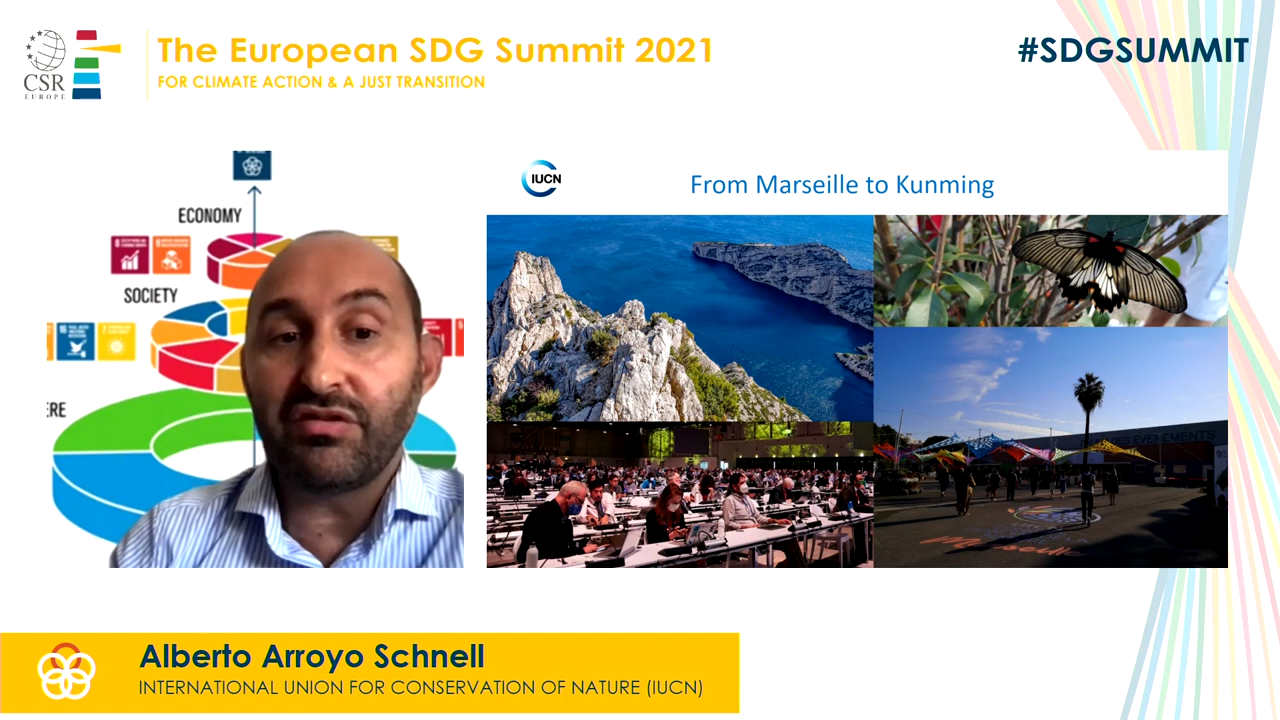 The European SDG Summit 2021
FOR CLIMATE ACTION & A JUST TRANSITION
#SDGSUMMIT
CSR
EUROPE
ECONOMY
SOCIETY
ERE
IUCN
From Marseille to Kunming
Alberto Arroyo Schnell
INTERNATIONAL UNION FOR CONSERVATION OF NATURE (IUCN)